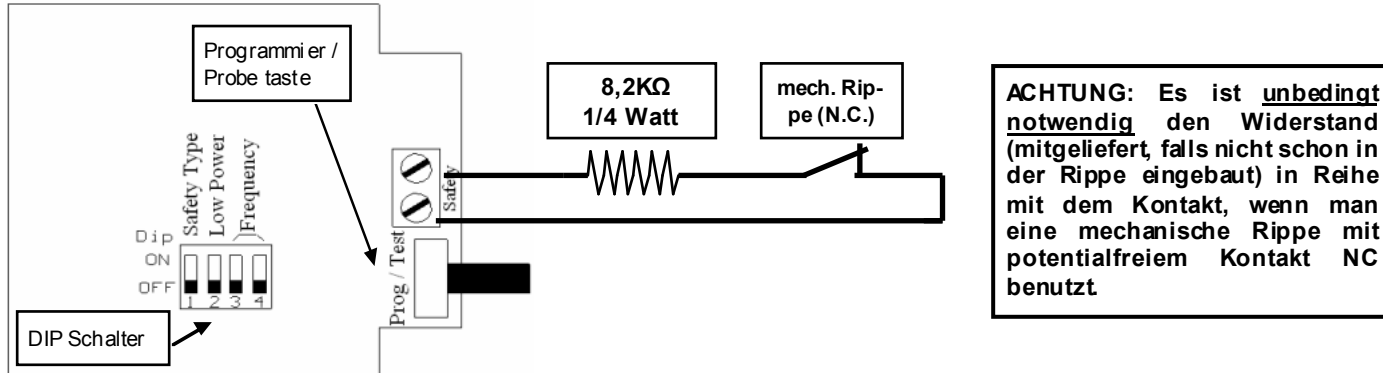 Programmier /
Probe taste
8,2KΩ
1/4 Watt
mech. Rip-
pe (N.C.)
ACHTUNG: Es ist unbedingt
notwendig den Widerstand
(mitgeliefert, falls nicht schon in
der Rippe eingebaut) in Reihe
mit dem Kontakt, wenn man
eine mechanische Rippe mit
potentialfreiem Kontakt NC
benutzt.
Safety Type
Low Power
Frequency
Dip
ON
OFF
1 2 3 4
Safety
Prog / Test
DIP Schalter